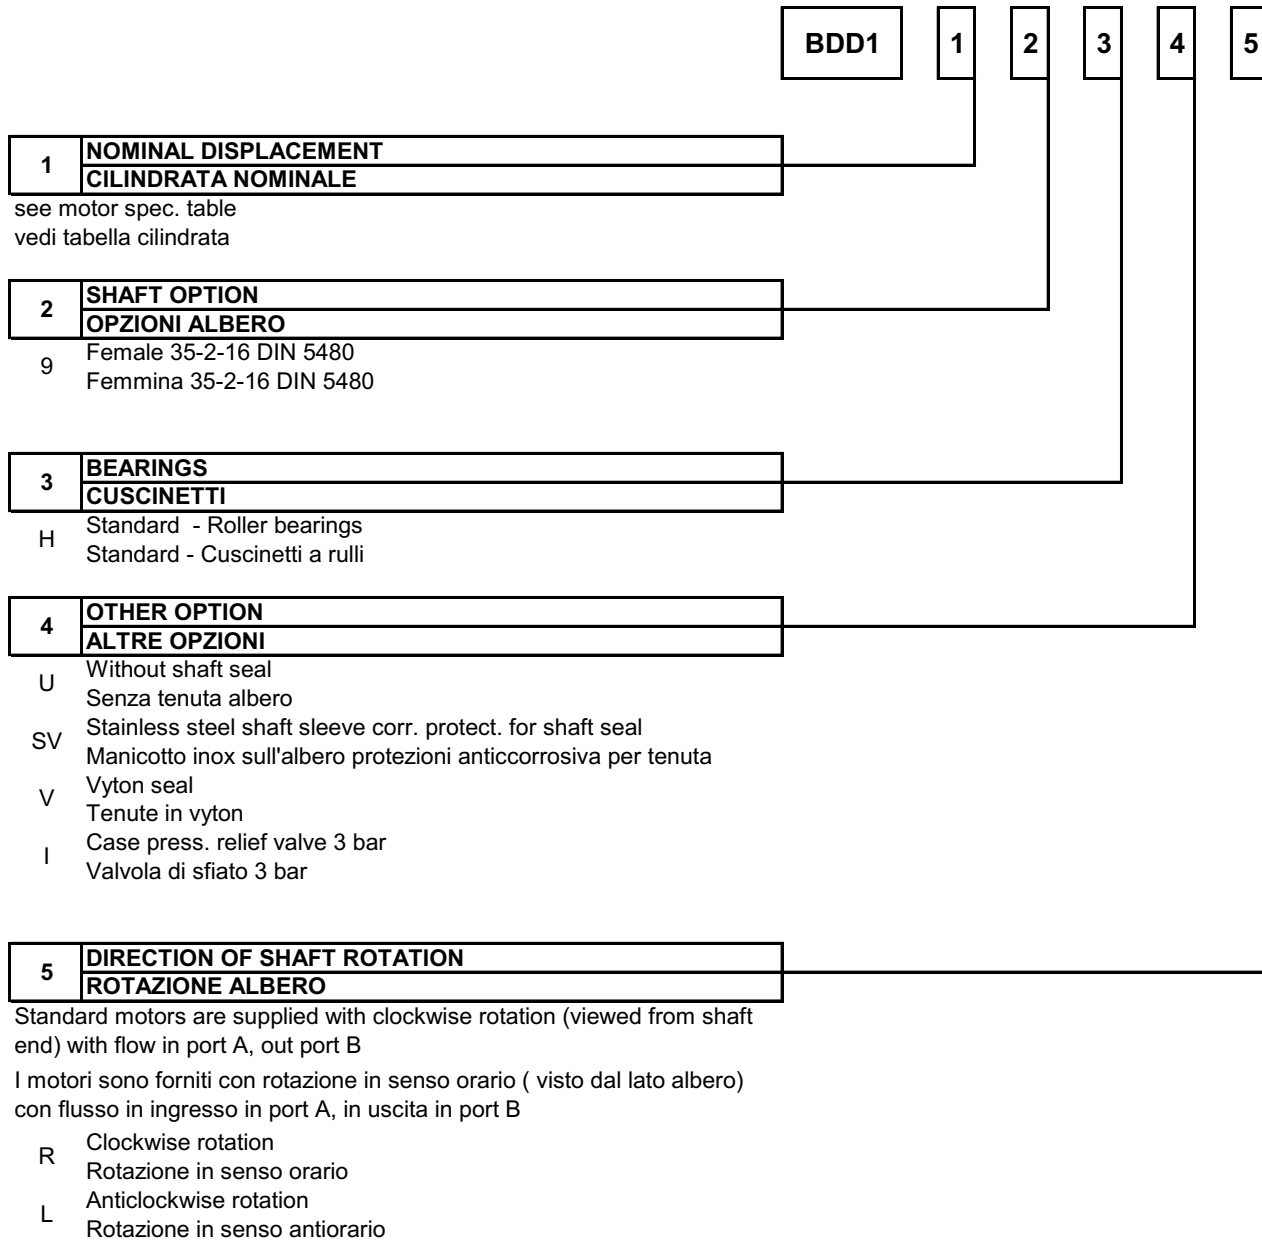 BDD1 1 2 3 4 5
1 NOMINAL DISPLACEMENT
CILINDRATA NOMINALE
see motor spec. table
vedi tabella cilindrata
2 SHAFT OPTION
OPZIONI ALBERO
9 Female 35-2-16 DIN 5480
Femmina 35-2-16 DIN 5480
3 BEARINGS
CUSCINETTI
H Standard - Roller bearings
Standard - Cuscinetti a rulli
4 OTHER OPTION
ALTRE OPZIONI
U Without shaft seal
Senza tenuta albero
SV Stainless steel shaft sleeve corr. protect. for shaft seal
Manicotto inox sull'albero protezioni anticcorrosiva per tenuta
V Vyton seal
Tenute in vyton
I Case press. relief valve 3 bar
Valvola di sfiato 3 bar
5 DIRECTION OF SHAFT ROTATION
ROTAZIONE ALBERO
Standard motors are supplied with clockwise rotation (viewed from shaft
end) with flow in port A, out port B
I motori sono forniti con rotazione in senso orario ( visto dal lato albero)
con flusso in ingresso in port A, in uscita in port B
R Clockwise rotation
Rotazione in senso orario
L Anticlockwise rotation
Rotazione in senso antiorario